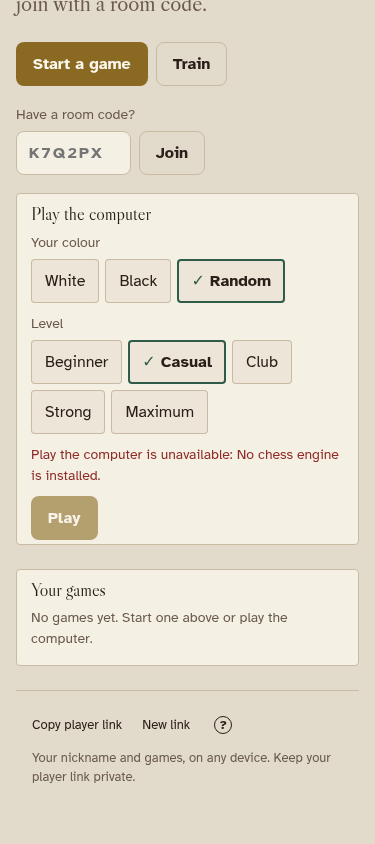 join with a room code.
Start a game
Train
Have a room code?
K7Q2PX
Join
Play the computer
Your colour
White
Black
✓ Random
Level
Beginner
✓ Casual
Club
Strong
Maximum
Play the computer is unavailable: No chess engine
is installed.
Play
Your games
No games yet. Start one above or play the
computer.
Copy player link
New link
?
Your nickname and games, on any device. Keep your
player link private.